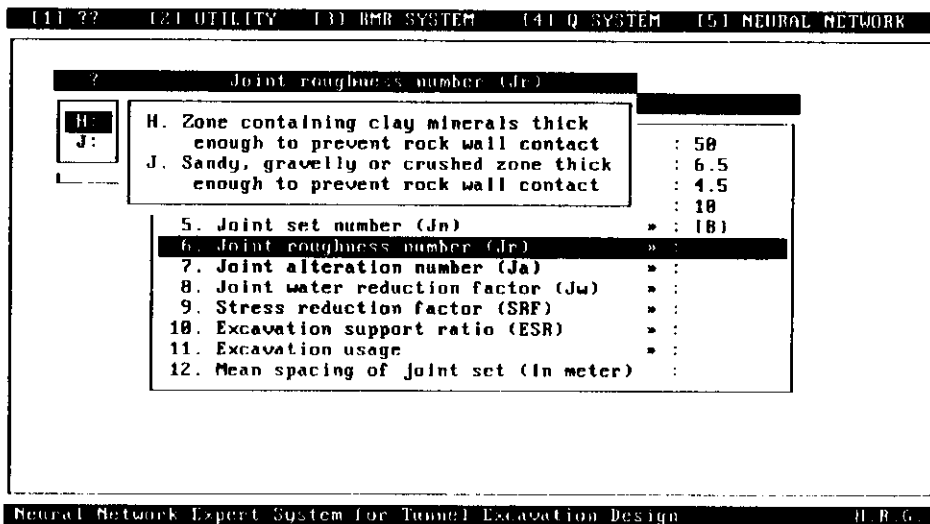 [1] ?? [2] UTILITY [3] RMR SYSTEM [4] Q SYSTEM [5] NEURAL NETWORK
? Joint roughness number (Jr)
H:
J:
H. Zone containing clay minerals thick
enough to prevent rock wall contact
J. Sandy, gravelly or crushed zone thick
enough to prevent rock wall contact
: 50
: 6.5
: 4.5
: 10
5. Joint set number (Jn) » : [B]
6. Joint roughness number (Jr) » :
7. Joint alteration number (Ja) » :
8. Joint water reduction factor (Jw) » :
9. Stress reduction factor (SRF) » :
10. Excavation support ratio (ESR) » :
11. Excavation usage » :
12. Mean spacing of joint set (in meter) :
Neural Network Expert System for Tunnel Excavation Design H.R.G.